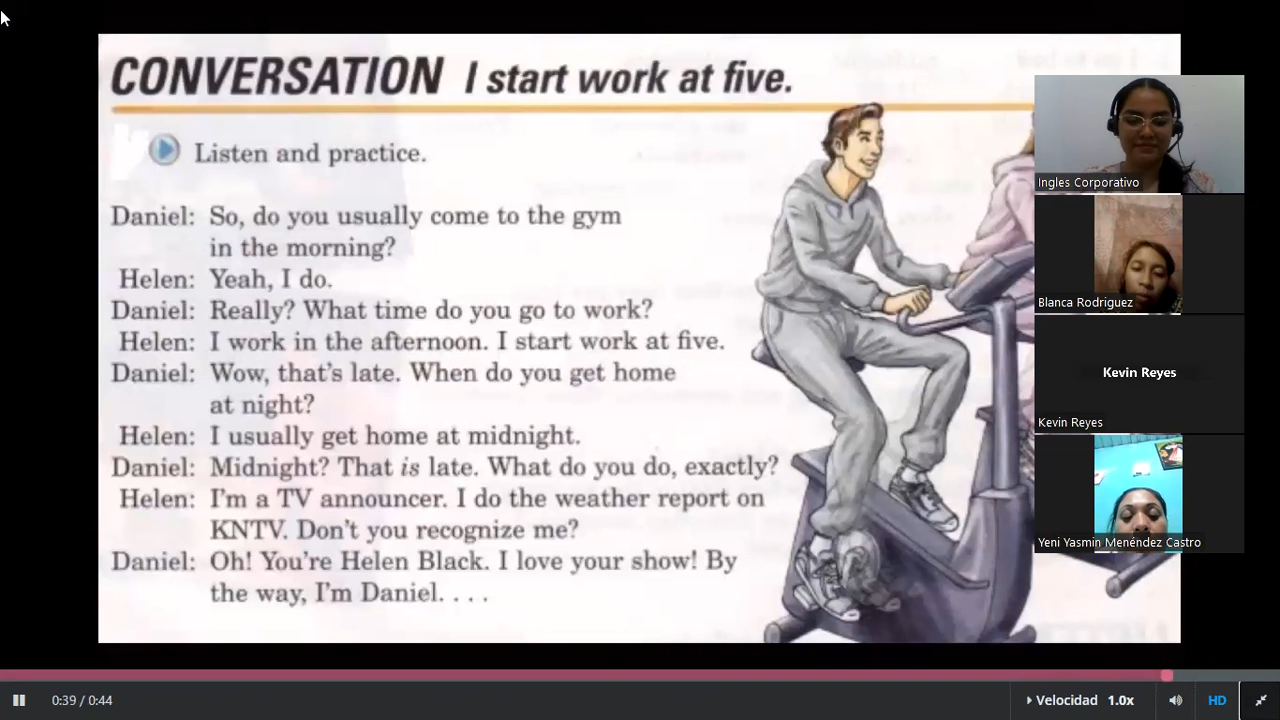 CONVERSATION I start work at five.
Listen and practice.
Daniel: So, do you usually come to the gym
in the morning?
Helen: Yeah, I do.
Daniel: Really? What time do you go to work?
Helen: I work in the afternoon. I start work at five.
Daniel: Wow, that's late. When do you get home
at night?
Helen: I usually get home at midnight.
Daniel: Midnight? That is late. What do you do, exactly?
Helen: I'm a TV announcer. I do the weather report on
KNTV. Don't you recognize me?
Daniel: Oh! You're Helen Black. I love your show! By
the way, I'm Daniel. . . .
Ingles Corporativo
Blanca Rodriguez
Kevin Reyes
Kevin Reyes
Yeni Yasmin Menéndez Castro
0:39 / 0:44
Velocidad 1.0x
HD